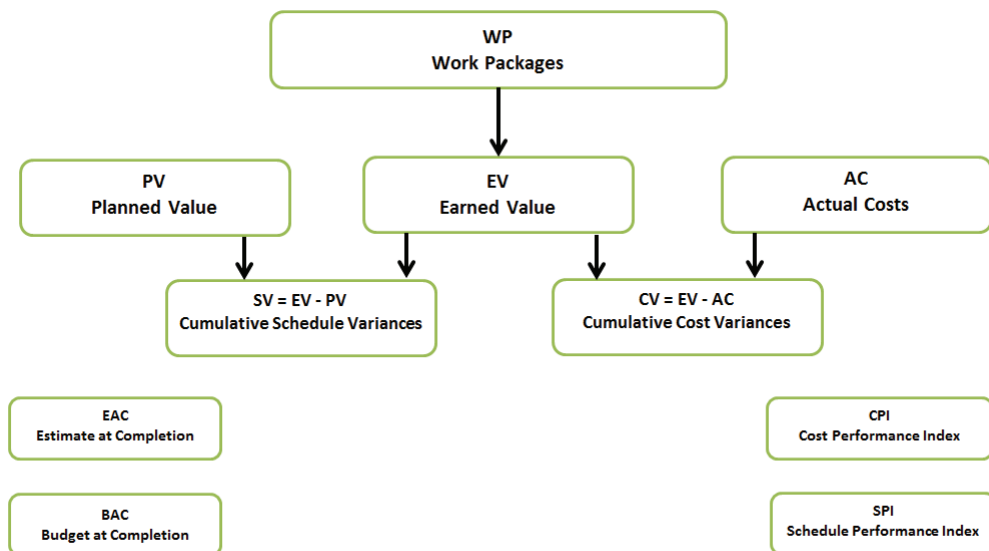 WP
Work Packages
PV
Planned Value
EV
Earned Value
AC
Actual Costs
SV = EV - PV
Cumulative Schedule Variances
CV = EV - AC
Cumulative Cost Variances
EAC
Estimate at Completion
CPI
Cost Performance Index
BAC
Budget at Completion
SPI
Schedule Performance Index